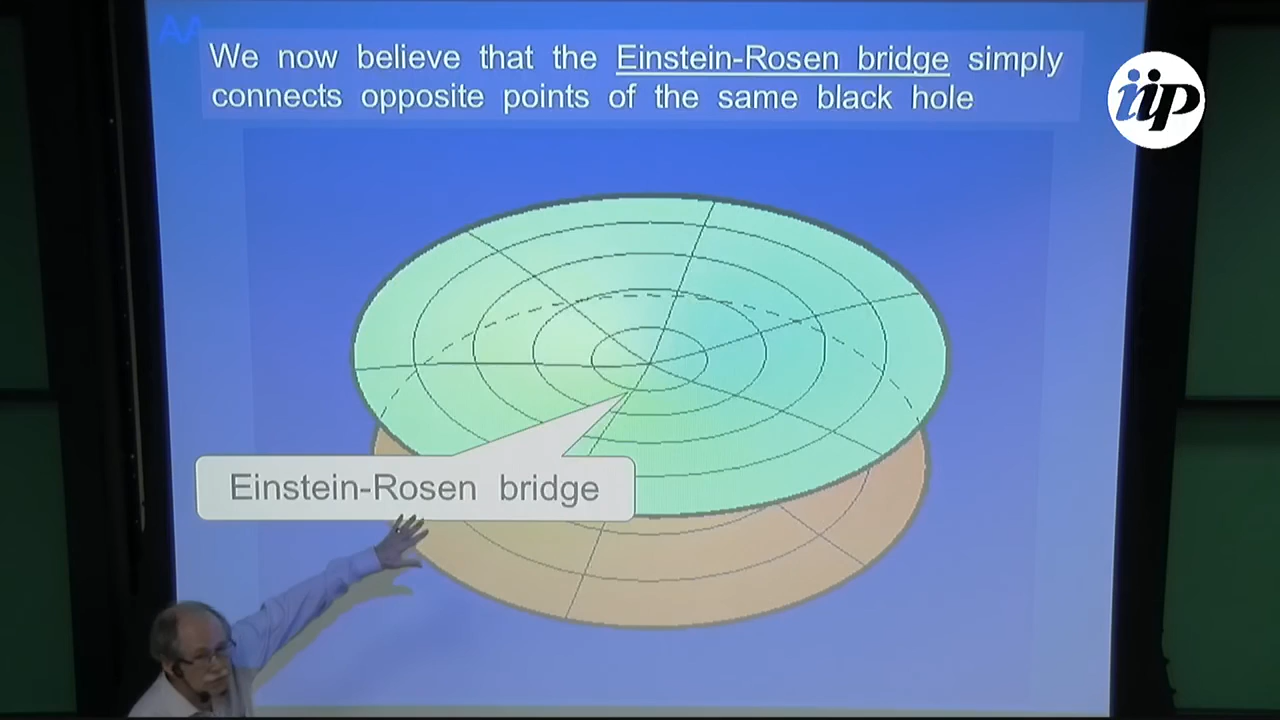 We now believe that the Einstein-Rosen bridge simply
connects opposite points of the same black hole
iip
Einstein-Rosen bridge